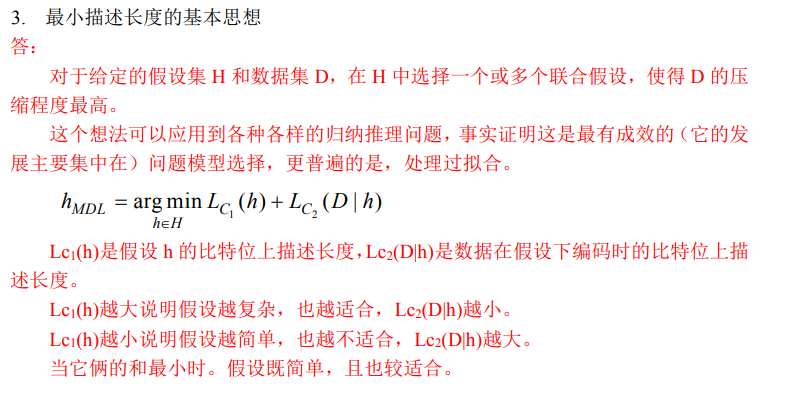 3. 最小描述长度的基本思想
答：
对于给定的假设集 H 和数据集 D，在 H 中选择一个或多个联合假设，使得 D 的压
缩程度最高。
这个想法可以应用到各种各样的归纳推理问题，事实证明这是最有成效的（它的发
展主要集中在）问题模型选择，更普遍的是，处理过拟合。
h_{MDL} = arg min_{h∈H} L_{C_1}(h) + L_{C_2}(D | h)
Lc₁(h)是假设 h 的比特位上描述长度，Lc₂(D|h)是数据在假设下编码时的比特位上描
述长度。
Lc₁(h)越大说明假设越复杂，也越适合，Lc₂(D|h)越小。
Lc₁(h)越小说明假设越简单，也越不适合，Lc₂(D|h)越大。
当它俩的和最小时。假设既简单，且也较适合。